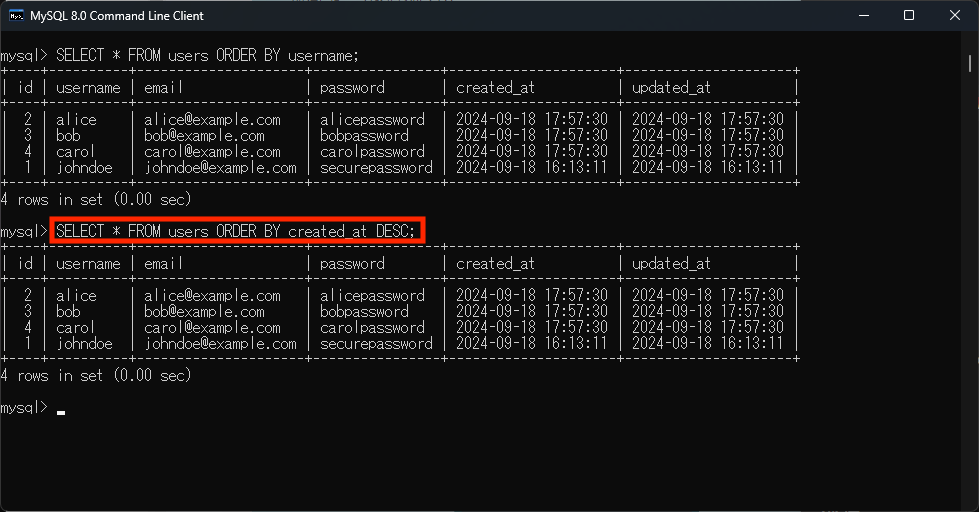 MySQL 8.0 Command Line Client
mysql> SELECT * FROM users ORDER BY username;
+----+----------+---------------------+----------------+---------------------+---------------------+
| id | username | email               | password       | created_at          | updated_at          |
+----+----------+---------------------+----------------+---------------------+---------------------+
|  2 | alice    | alice@example.com   | alicepassword  | 2024-09-18 17:57:30 | 2024-09-18 17:57:30 |
|  3 | bob      | bob@example.com     | bobpassword    | 2024-09-18 17:57:30 | 2024-09-18 17:57:30 |
|  4 | carol    | carol@example.com   | carolpassword  | 2024-09-18 17:57:30 | 2024-09-18 17:57:30 |
|  1 | johndoe  | johndoe@example.com | securepassword | 2024-09-18 16:13:11 | 2024-09-18 16:13:11 |
+----+----------+---------------------+----------------+---------------------+---------------------+
4 rows in set (0.00 sec)
mysql> SELECT * FROM users ORDER BY created_at DESC;
+----+----------+---------------------+----------------+---------------------+---------------------+
| id | username | email               | password       | created_at          | updated_at          |
+----+----------+---------------------+----------------+---------------------+---------------------+
|  2 | alice    | alice@example.com   | alicepassword  | 2024-09-18 17:57:30 | 2024-09-18 17:57:30 |
|  3 | bob      | bob@example.com     | bobpassword    | 2024-09-18 17:57:30 | 2024-09-18 17:57:30 |
|  4 | carol    | carol@example.com   | carolpassword  | 2024-09-18 17:57:30 | 2024-09-18 17:57:30 |
|  1 | johndoe  | johndoe@example.com | securepassword | 2024-09-18 16:13:11 | 2024-09-18 16:13:11 |
+----+----------+---------------------+----------------+---------------------+---------------------+
4 rows in set (0.00 sec)
mysql>